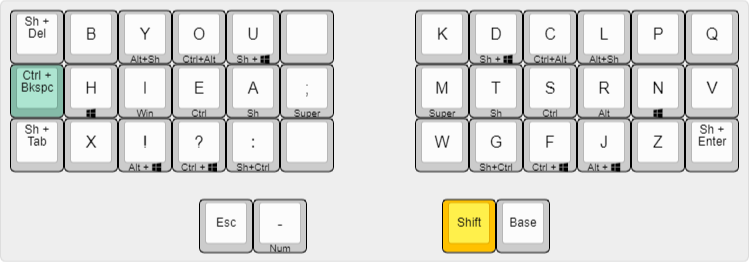 Sh + Del B Y O U K D C L P Q
Alt+Sh Ctrl+Alt Sh + Sh + Ctrl+Alt Alt+Sh
Ctrl + Bkspc H I E A ; M T S R N V
Win Ctrl Sh Super Super Sh Ctrl Alt
Sh + Tab X ! ? : W G F J Z Sh + Enter
Alt + Ctrl + Sh+Ctrl Sh+Ctrl Ctrl + Alt +
Esc - Shift Base
Num